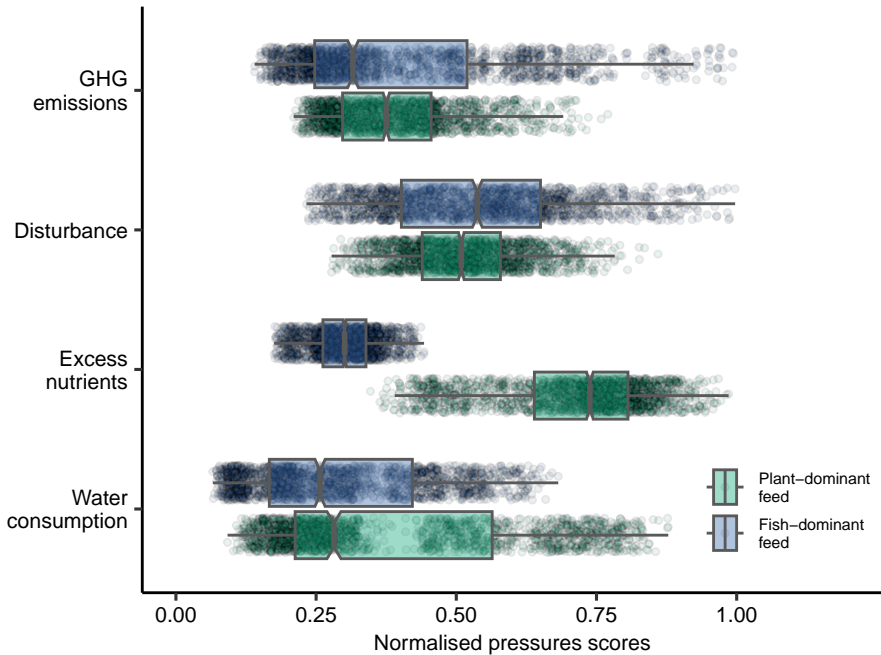 GHG
emissions
Disturbance
Excess
nutrients
Water
consumption
Plant−dominant
feed
Fish−dominant
feed
0.00 0.25 0.50 0.75 1.00
Normalised pressures scores